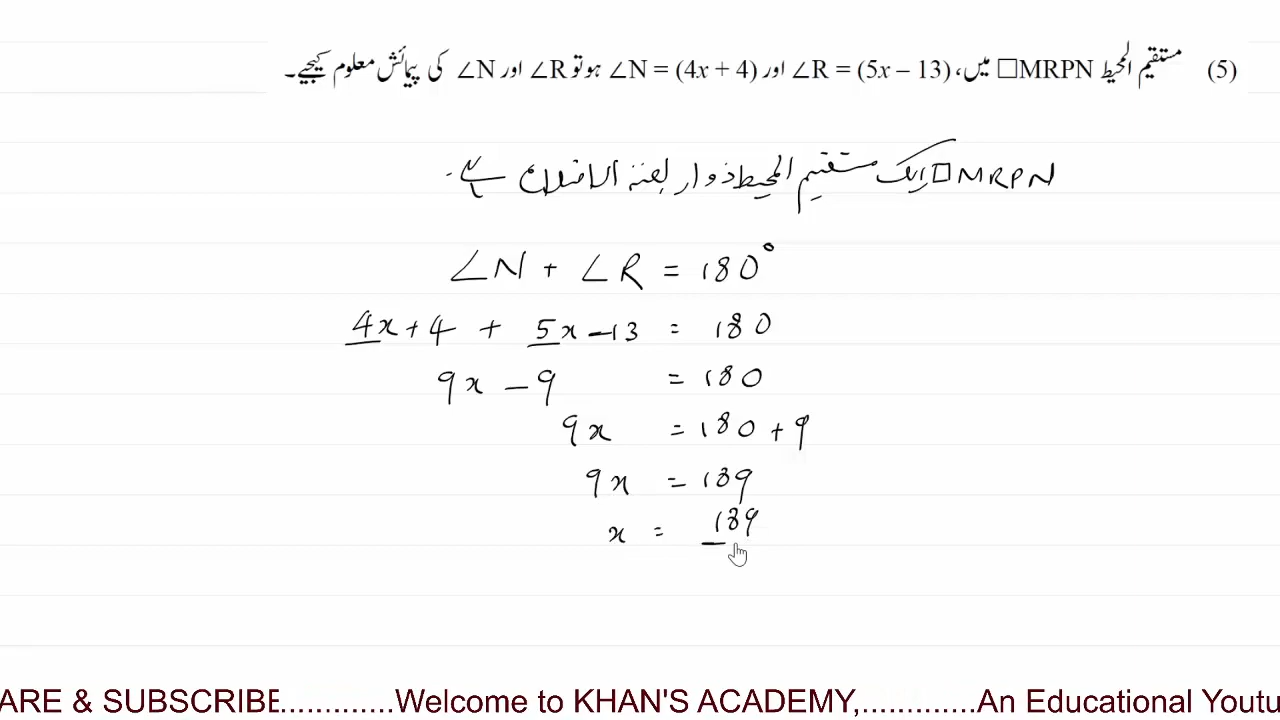 (5) مستقیم المحیط □MRPN میں، ∠R = (5x – 13) اور ∠N = (4x + 4) ہو تو ∠R اور ∠N کی پیمائش معلوم کیجیے۔
□MRPN ایک مستقیم المحیط ذو اربعتہ الاضلاع ہے۔
∠N + ∠R = 180°
4x + 4 + 5x – 13 = 180
9x – 9 = 180
9x = 180 + 9
9x = 189
x = 189
ARE & SUBSCRIBE.............Welcome to KHAN'S ACADEMY,.............An Educational Youtu